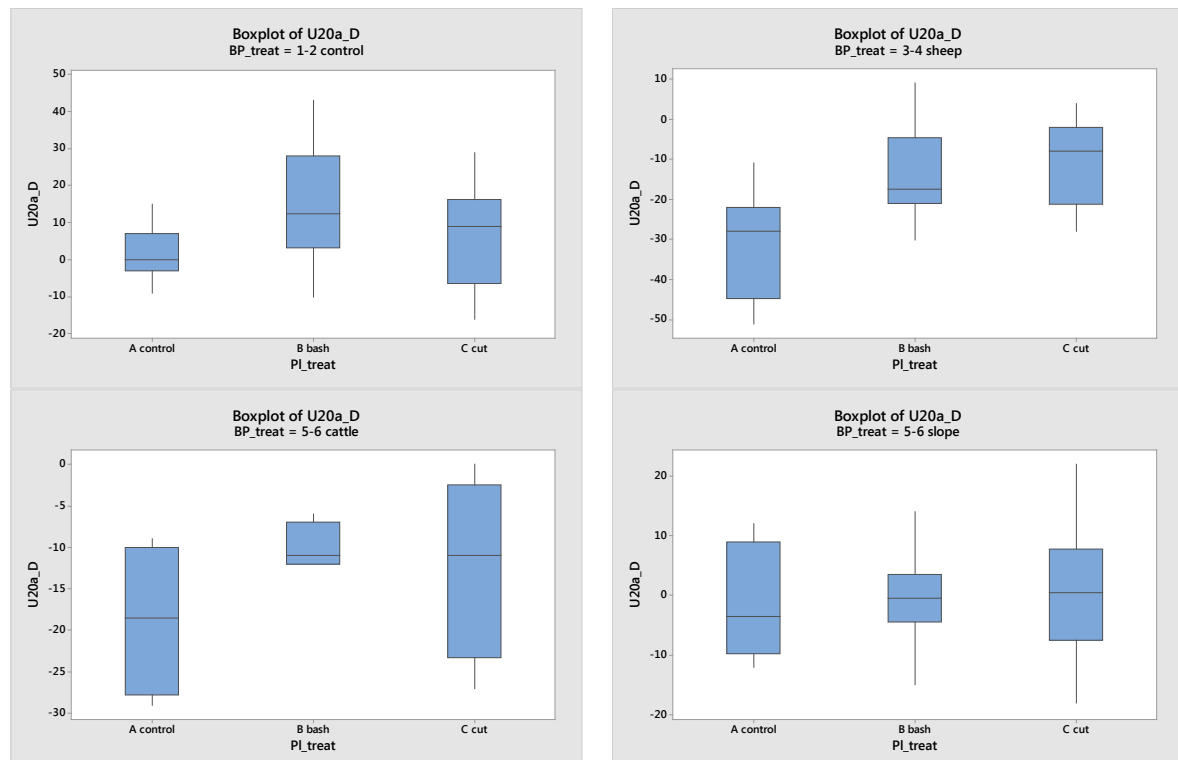 Boxplot of U20a_D
BP_treat = 1-2 control
50
40
30
20
10
0
-10
-20
U20a_D
A control
B bash
C cut
Pl_treat
Boxplot of U20a_D
BP_treat = 3-4 sheep
10
0
-10
-20
-30
-40
-50
U20a_D
A control
B bash
C cut
Pl_treat
Boxplot of U20a_D
BP_treat = 5-6 cattle
0
-5
-10
-15
-20
-25
-30
U20a_D
A control
B bash
C cut
Pl_treat
Boxplot of U20a_D
BP_treat = 5-6 slope
20
10
0
-10
-20
U20a_D
A control
B bash
C cut
Pl_treat